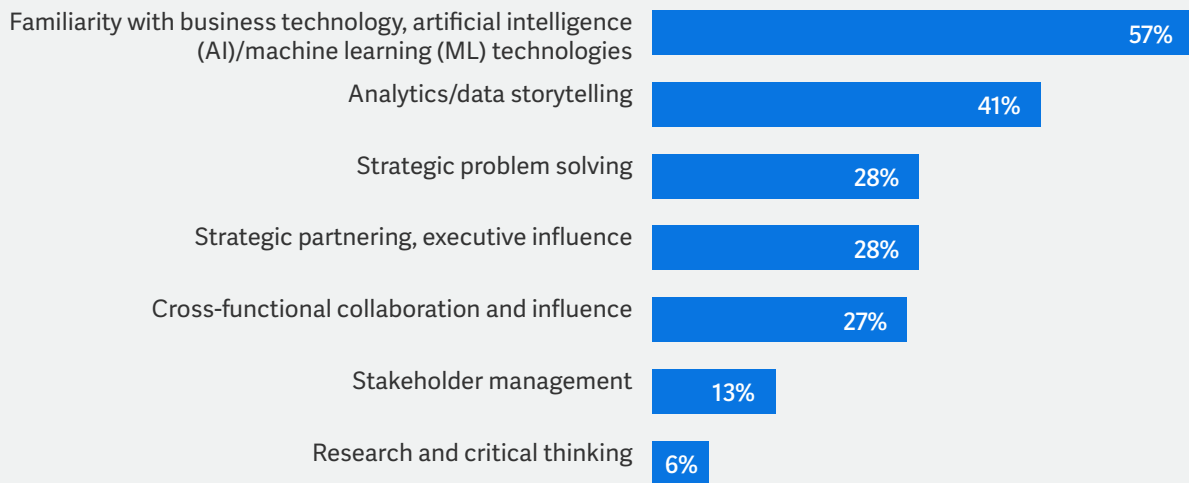 Familiarity with business technology, artificial intelligence
(AI)/machine learning (ML) technologies
57%
Analytics/data storytelling
41%
Strategic problem solving
28%
Strategic partnering, executive influence
28%
Cross-functional collaboration and influence
27%
Stakeholder management
13%
Research and critical thinking
6%